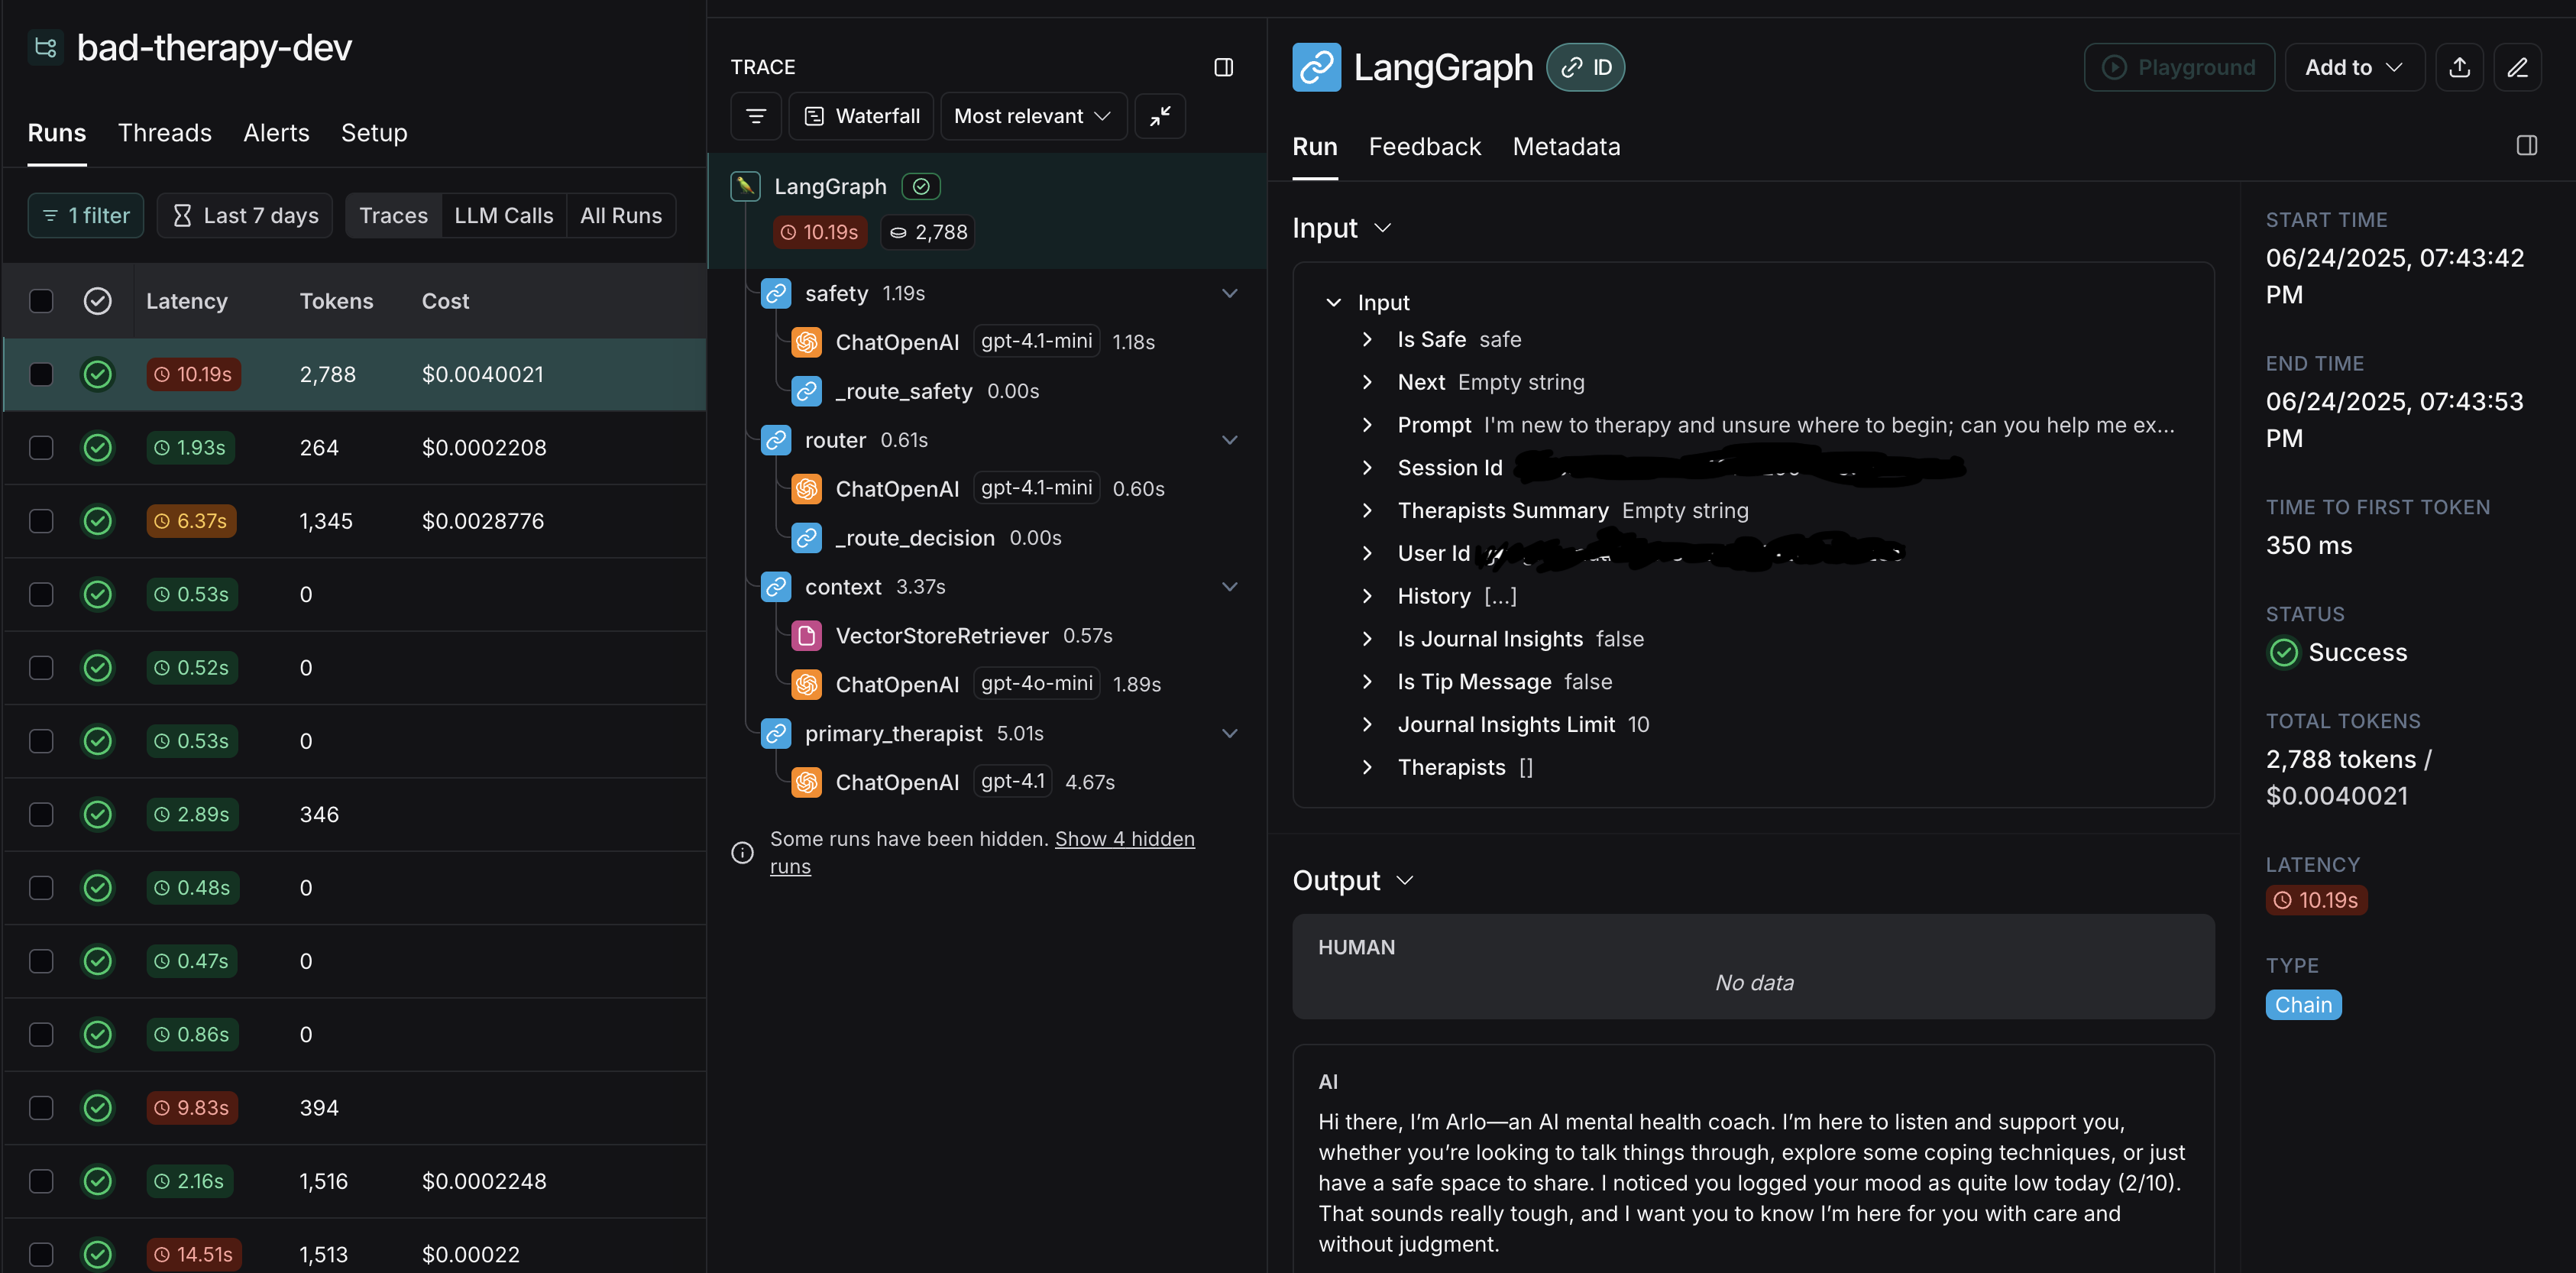 bad-therapy-dev
Runs Threads Alerts Setup
1 filter Last 7 days Traces LLM Calls All Runs
Latency Tokens Cost
10.19s 2,788 $0.0040021
1.93s 264 $0.0002208
6.37s 1,345 $0.0028776
0.53s 0
0.52s 0
0.53s 0
2.89s 346
0.48s 0
0.47s 0
0.86s 0
9.83s 394
2.16s 1,516 $0.0002248
14.51s 1,513 $0.00022
TRACE
Waterfall Most relevant
LangGraph
10.19s 2,788
safety 1.19s
ChatOpenAI gpt-4.1-mini 1.18s
_route_safety 0.00s
router 0.61s
ChatOpenAI gpt-4.1-mini 0.60s
_route_decision 0.00s
context 3.37s
VectorStoreRetriever 0.57s
ChatOpenAI gpt-4o-mini 1.89s
primary_therapist 5.01s
ChatOpenAI gpt-4.1 4.67s
Some runs have been hidden. Show 4 hidden
runs
LangGraph ID
Playground Add to
Run Feedback Metadata
Input
Input
Is Safe safe
Next Empty string
Prompt I'm new to therapy and unsure where to begin; can you help me ex...
Session Id
Therapists Summary Empty string
User Id
History [...]
Is Journal Insights false
Is Tip Message false
Journal Insights Limit 10
Therapists []
Output
HUMAN
No data
AI
Hi there, I’m Arlo—an AI mental health coach. I’m here to listen and support you,
whether you’re looking to talk things through, explore some coping techniques, or just
have a safe space to share. I noticed you logged your mood as quite low today (2/10).
That sounds really tough, and I want you to know I’m here for you with care and
without judgment.
START TIME
06/24/2025, 07:43:42
PM
END TIME
06/24/2025, 07:43:53
PM
TIME TO FIRST TOKEN
350 ms
STATUS
Success
TOTAL TOKENS
2,788 tokens /
$0.0040021
LATENCY
10.19s
TYPE
Chain